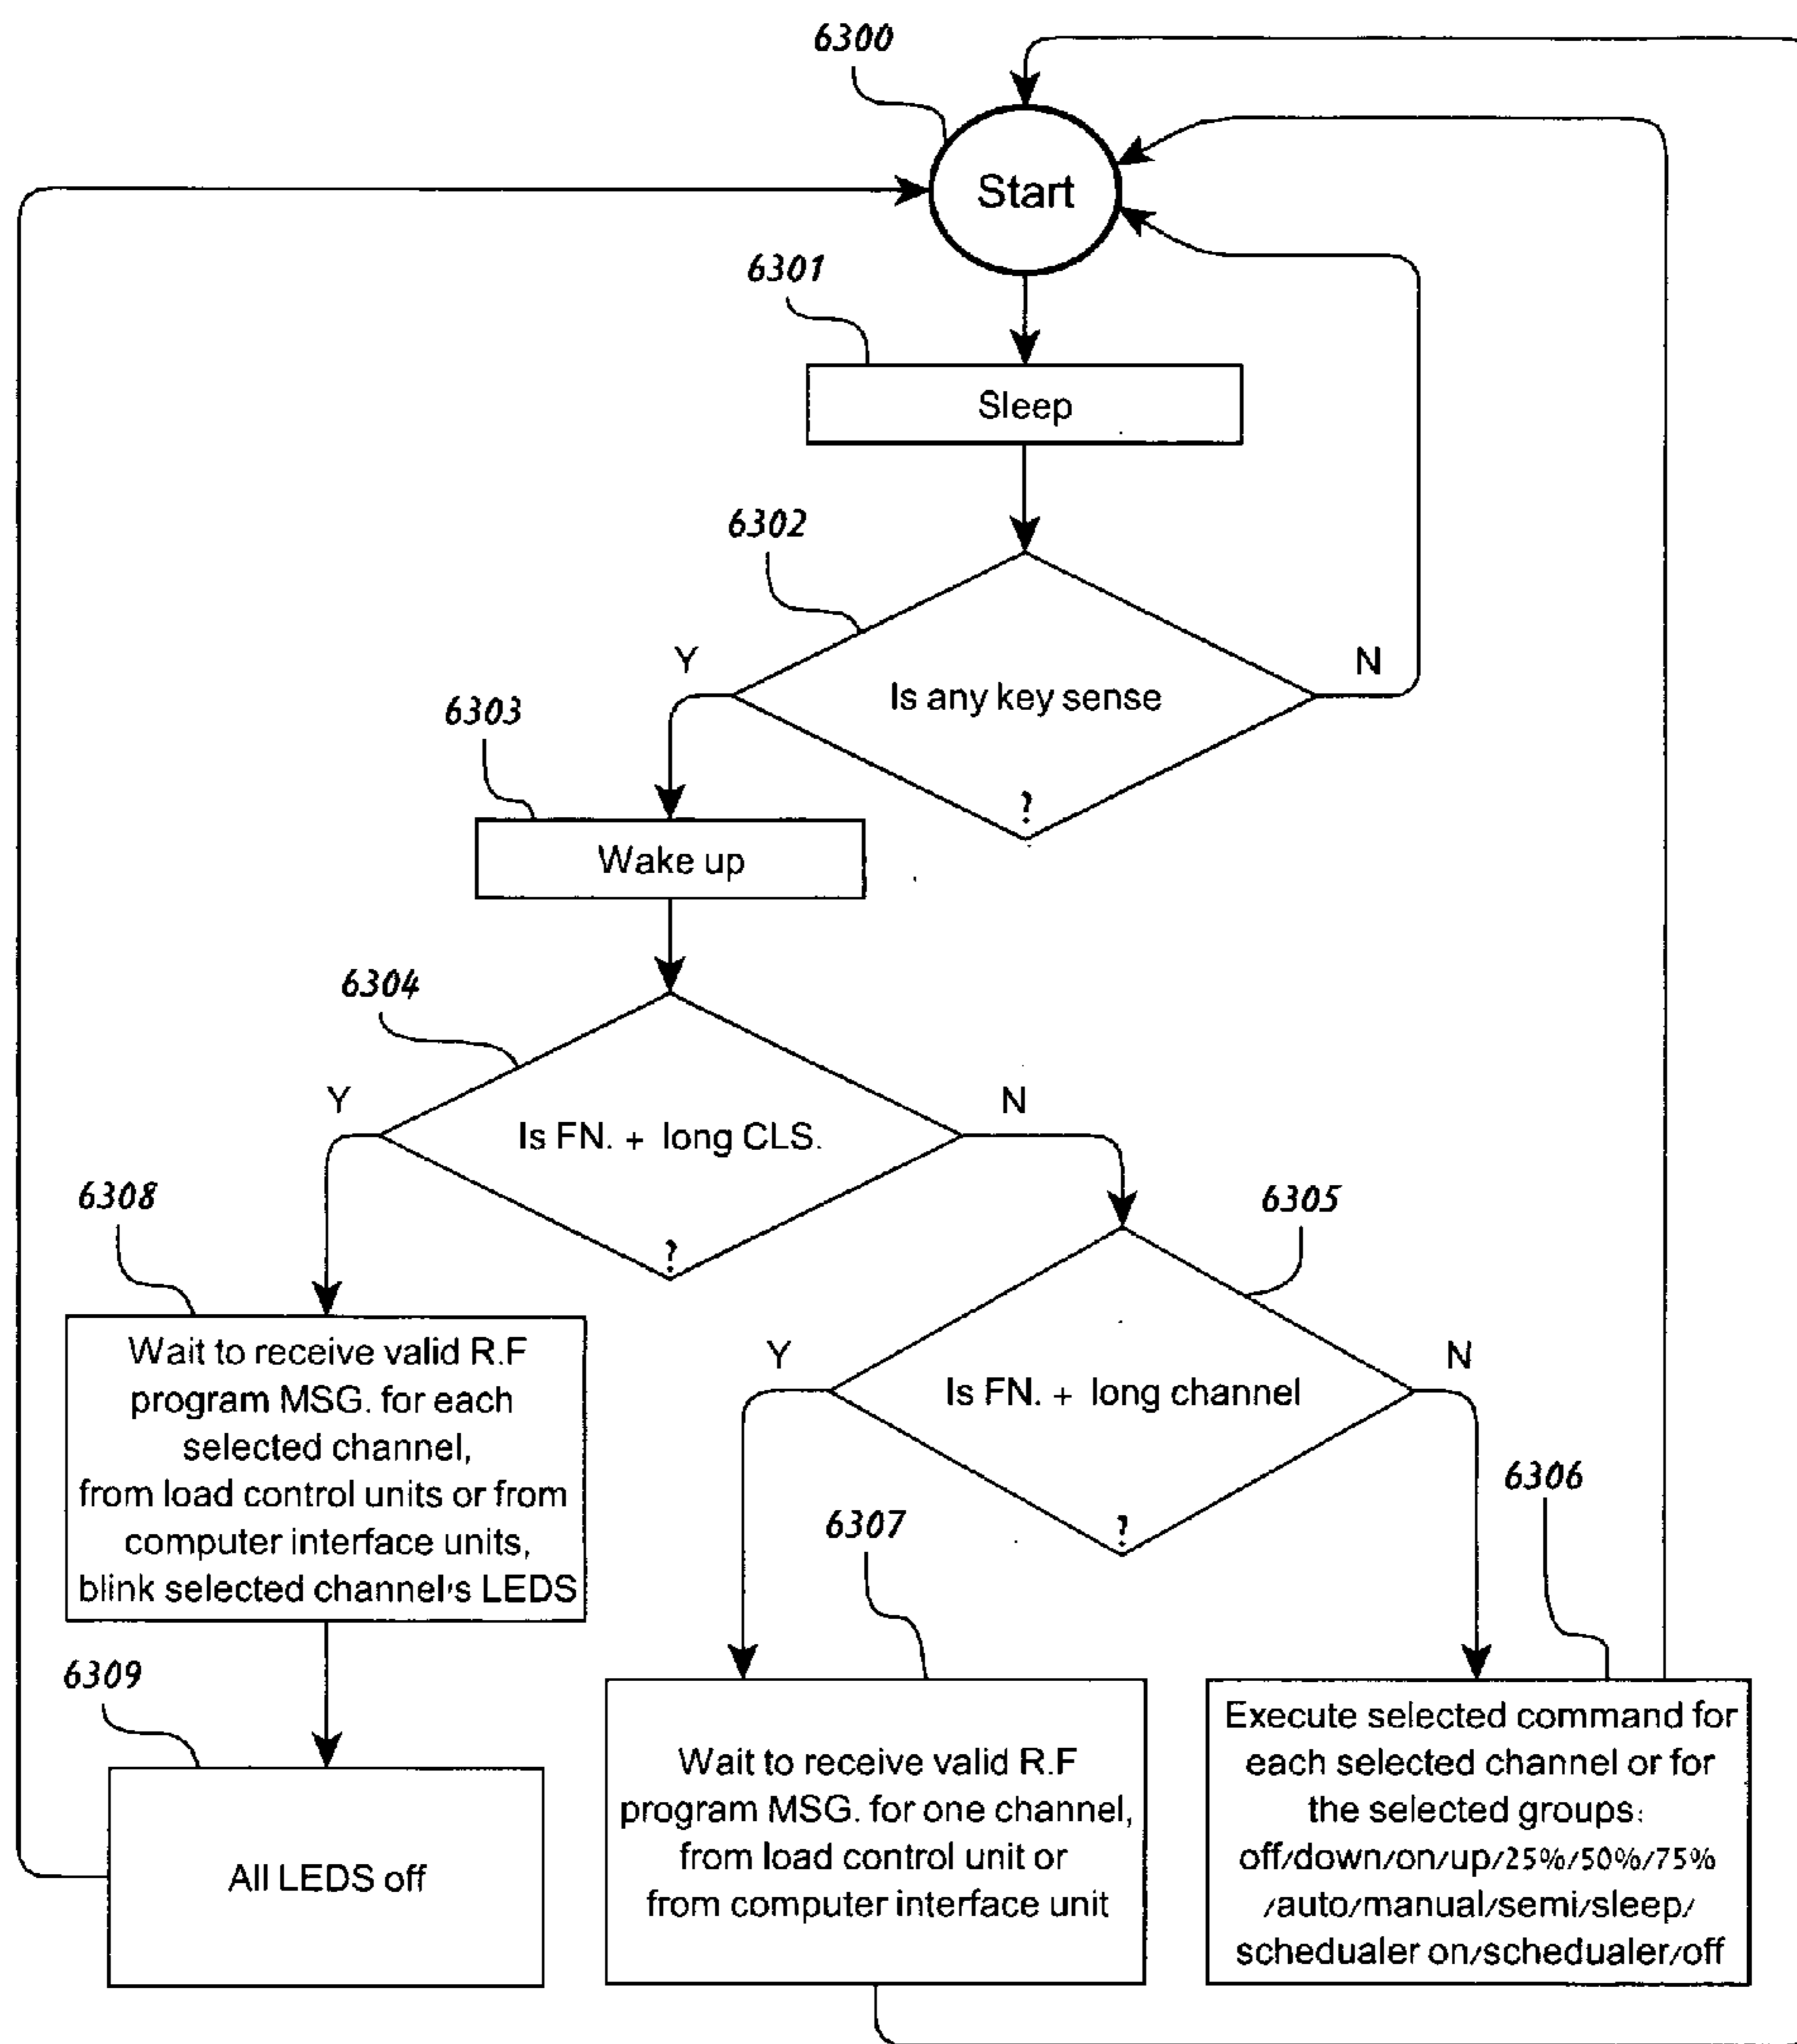 6300
Start
6301
Sleep
6302
Y
N
Is any key sense
?
6303
Wake up
6304
Y
N
Is FN. + long CLS.
?
6308
6305
Wait to receive valid R.F
program MSG. for each
selected channel,
from load control units or from
computer interface units,
blink selected channel's LEDS
Y
N
Is FN. + long channel
?
6307
6306
6309
All LEDS off
Wait to receive valid R.F
program MSG. for one channel,
from load control unit or
from computer interface unit
Execute selected command for
each selected channel or for
the selected groups:
off/down/on/up/25%/50%/75%
/auto/manual/semi/sleep/
schedualer on/schedualer/off